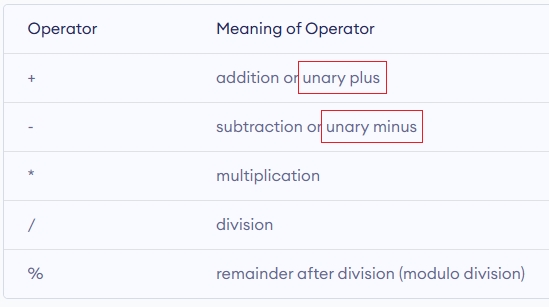 Operator Meaning of Operator
+ addition or unary plus
- subtraction or unary minus
* multiplication
/ division
% remainder after division (modulo division)